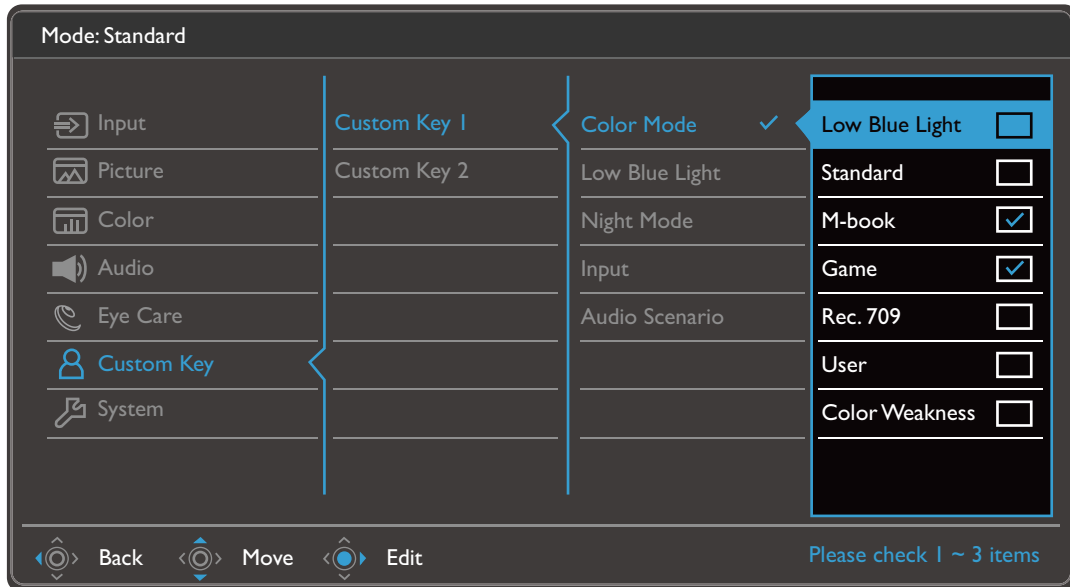 Mode: Standard
Input
Picture
Color
Audio
Eye Care
Custom Key
System
Custom Key 1
Custom Key 2
Color Mode
Low Blue Light
Night Mode
Input
Audio Scenario
Low Blue Light
Standard
M-book
Game
Rec. 709
User
Color Weakness
Back Move Edit
Please check 1 ~ 3 items